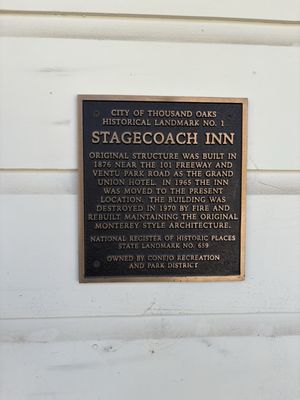 CITY OF THOUSAND OAKS
HISTORICAL LANDMARK NO. 1
STAGECOACH INN
ORIGINAL STRUCTURE WAS BUILT IN
1876 NEAR THE 101 FREEWAY AND
VENTU PARK ROAD AS THE GRAND
UNION HOTEL. IN 1965 THE INN
WAS MOVED TO THE PRESENT
LOCATION. THE BUILDING WAS
DESTROYED IN 1970 BY FIRE AND
REBUILT MAINTAINING THE ORIGINAL
MONTEREY STYLE ARCHITECTURE.
NATIONAL REGISTER OF HISTORIC PLACES
STATE LANDMARK NO. 659
OWNED BY CONEJO RECREATION
AND PARK DISTRICT